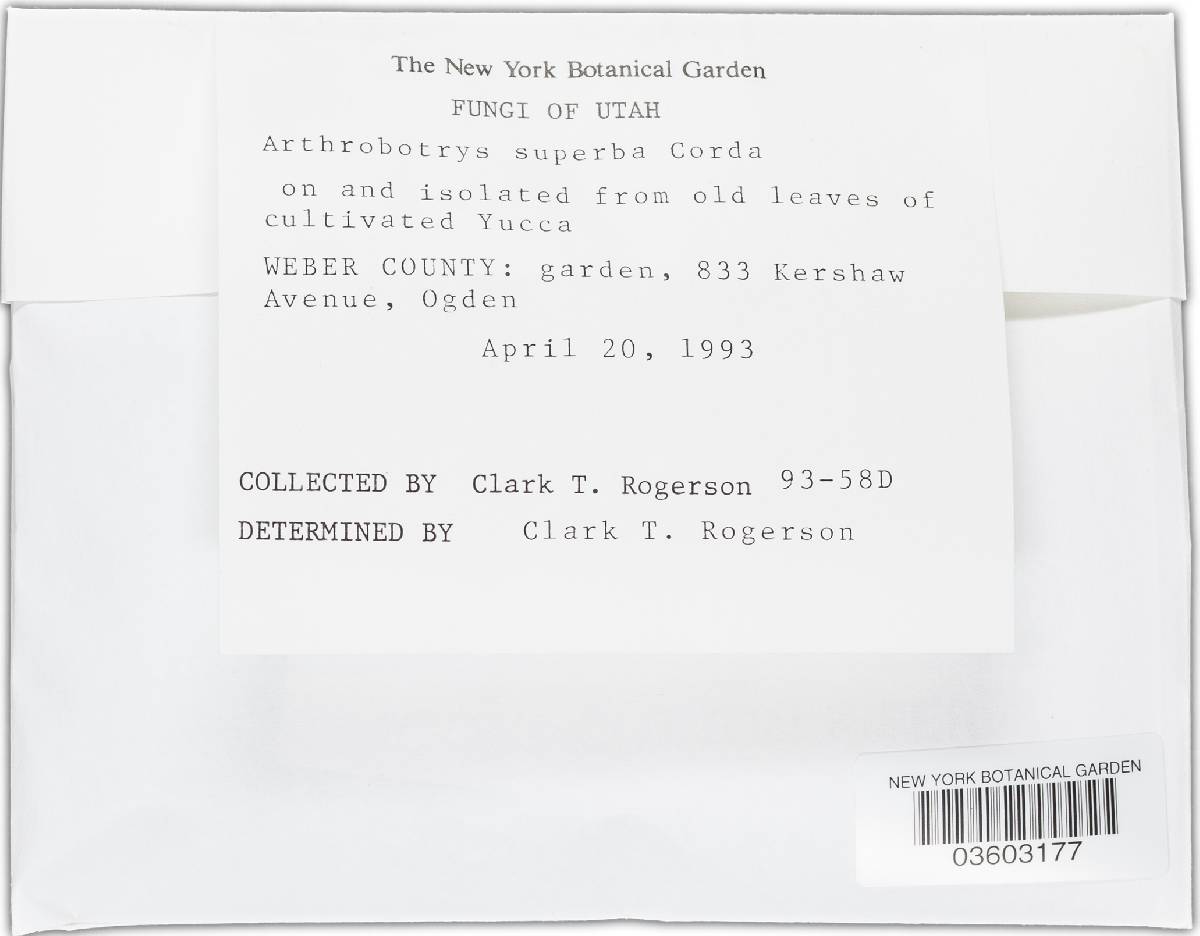 The New York Botanical Garden
FUNGI OF UTAH
Arthrobotrys superba Corda
on and isolated from old leaves of
cultivated Yucca
WEBER COUNTY: garden, 833 Kershaw
Avenue, Ogden
April 20, 1993
COLLECTED BY Clark T. Rogerson 93-58D
DETERMINED BY Clark T. Rogerson
NEW YORK BOTANICAL GARDEN
03603177